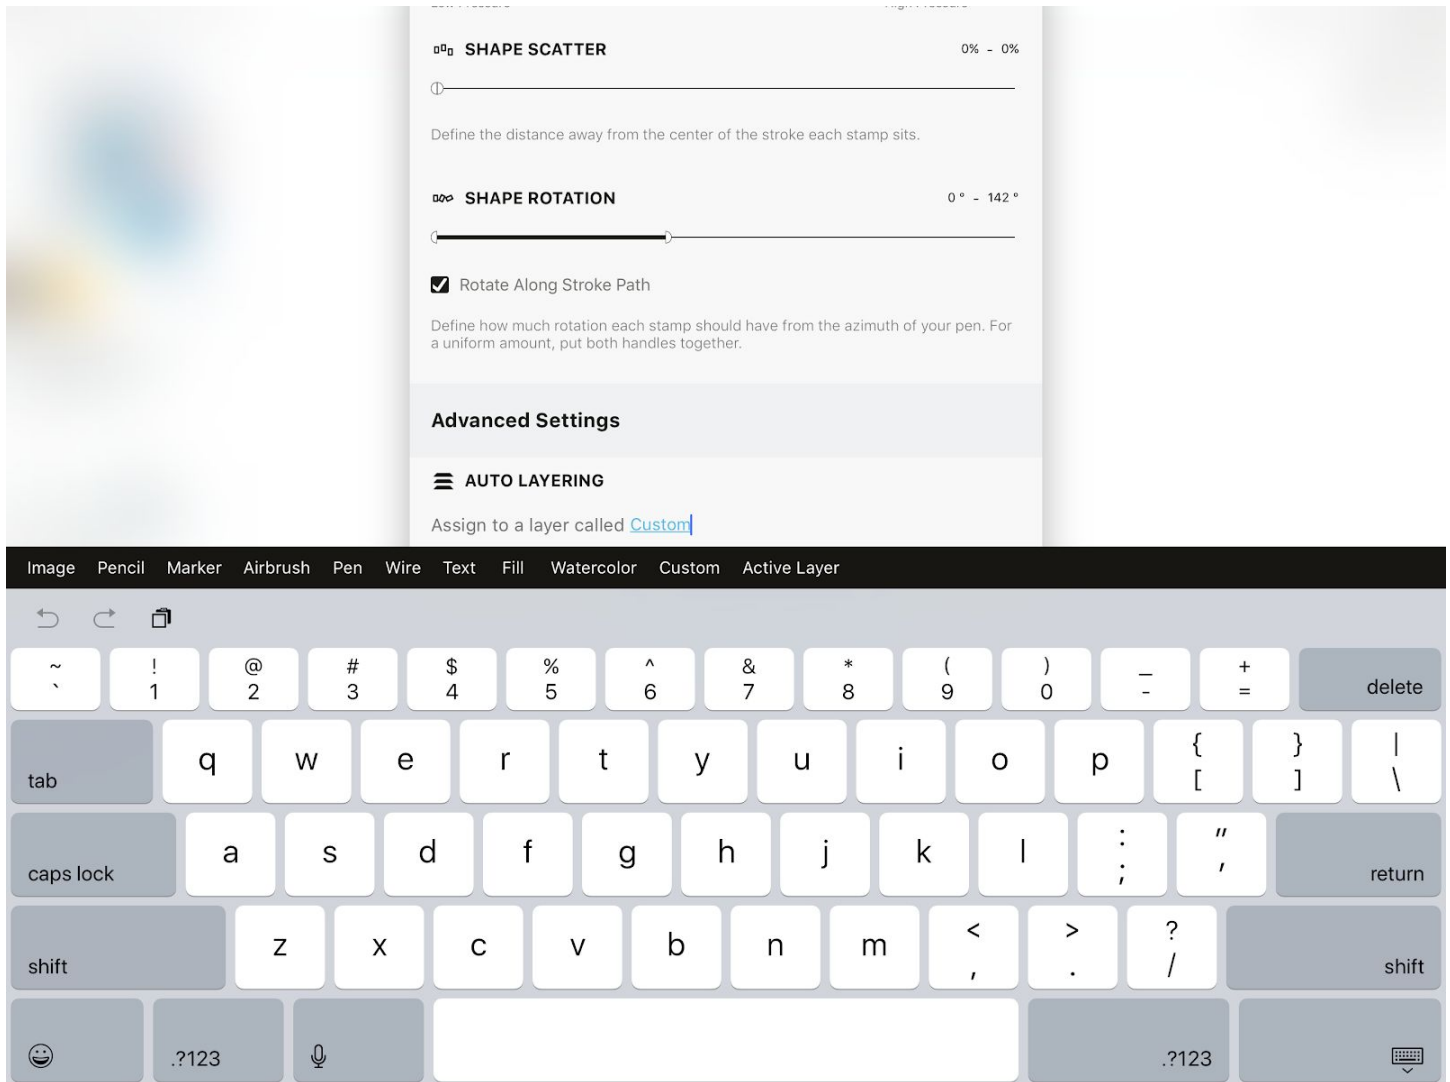 SHAPE SCATTER 0% - 0%
Define the distance away from the center of the stroke each stamp sits.
SHAPE ROTATION 0 ° - 142 °
Rotate Along Stroke Path
Define how much rotation each stamp should have from the azimuth of your pen. For
a uniform amount, put both handles together.
Advanced Settings
AUTO LAYERING
Assign to a layer called Custom
Image Pencil Marker Airbrush Pen Wire Text Fill Watercolor Custom Active Layer
~ ! @ # $ % ^ & * ( ) _ +
` 1 2 3 4 5 6 7 8 9 0 - = delete
tab q w e r t y u i o p { [ } ] | \
caps lock a s d f g h j k l : ; " ' return
shift z x c v b n m < , > . ? / shift
.?123 .?123